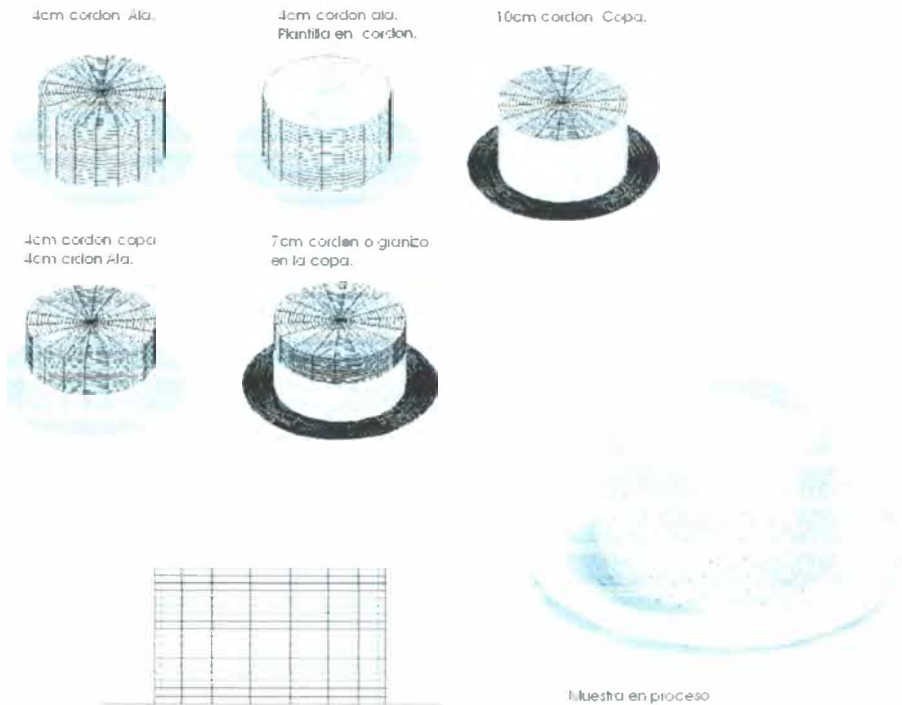 4cm cordon Ala.
4cm cordon ala.
Plantilla en cordon.
10cm cordon Copa.
4cm cordon copa
4cm cidon Ala.
7cm cordon o granizo
en la copa.
Muestra en proceso